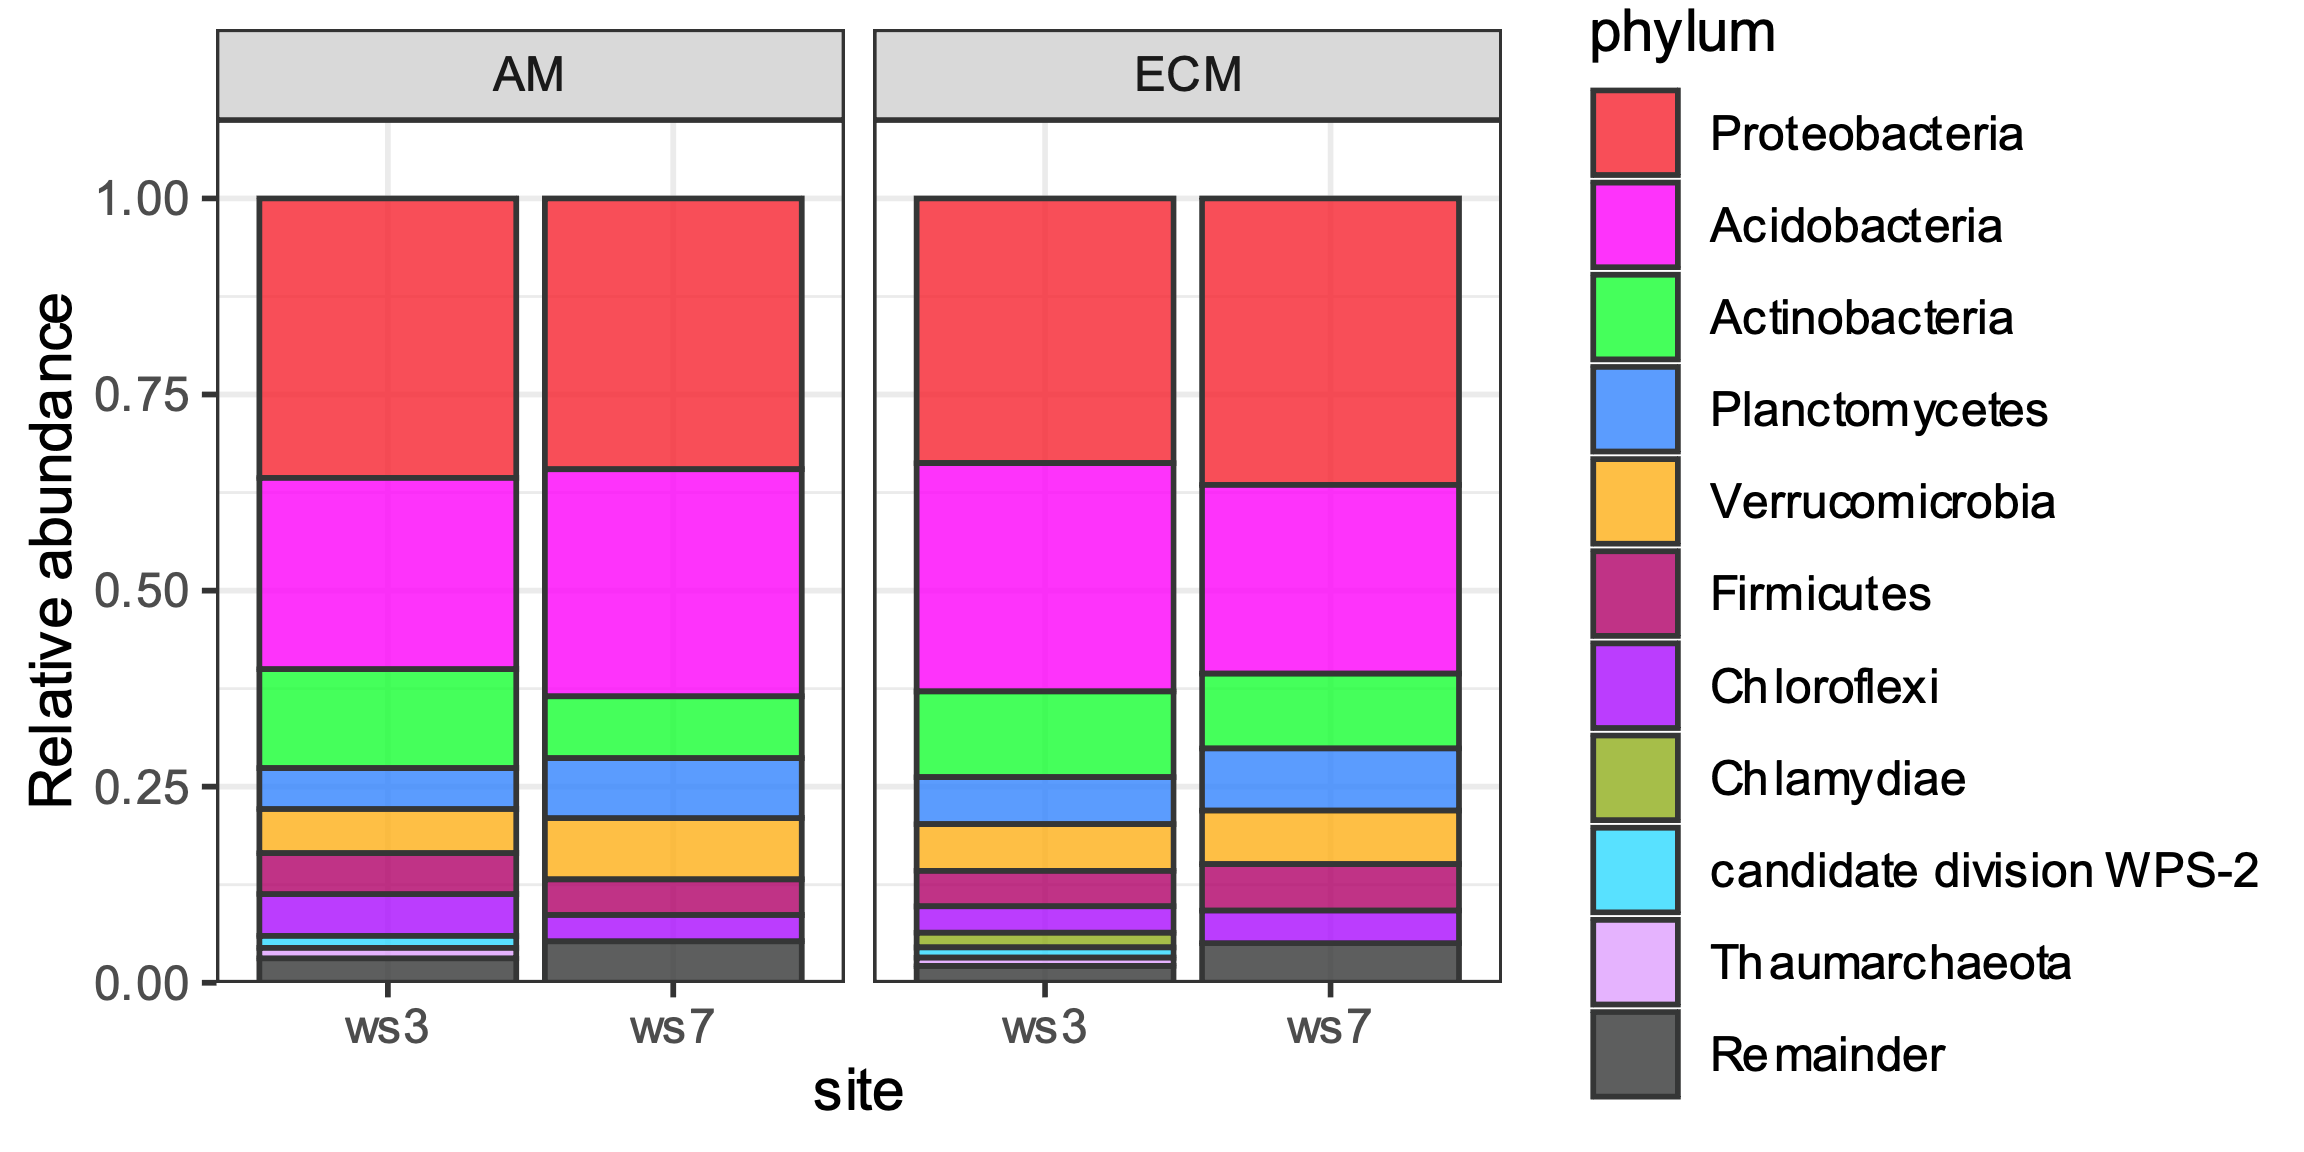 AM
ECM
Relative abundance
1.00
0.75
0.50
0.25
0.00
ws3
ws7
ws3
ws7
site
phylum
Proteobacteria
Acidobacteria
Actinobacteria
Planctomycetes
Verrucomicrobia
Firmicutes
Chloroflexi
Chlamydiae
candidate division WPS-2
Thaumarchaeota
Remainder